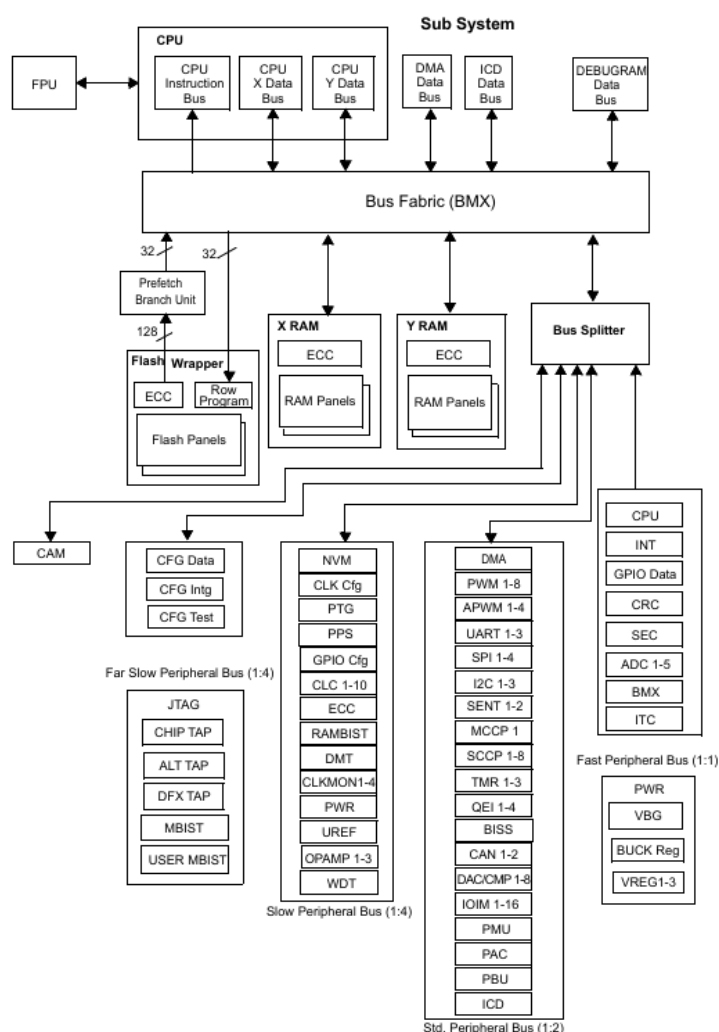 Sub System
CPU
FPU
CPU
Instruction
Bus
CPU
X Data
Bus
CPU
Y Data
Bus
DMA
Data
Bus
ICD
Data
Bus
DEBUGRAM
Data
Bus
Bus Fabric (BMX)
32
32
Prefetch
Branch Unit
128
Flash Wrapper
ECC
Row
Program
Flash Panels
X RAM
ECC
RAM Panels
Y RAM
ECC
RAM Panels
Bus Splitter
CAM
CFG Data
CFG Intg
CFG Test
Far Slow Peripheral Bus (1:4)
JTAG
CHIP TAP
ALT TAP
DFX TAP
MBIST
USER MBIST
NVM
CLK Cfg
PTG
PPS
GPIO Cfg
CLC 1-10
ECC
RAMBIST
DMT
CLKMON1-4
PWR
UREF
OPAMP 1-3
WDT
Slow Peripheral Bus (1:4)
DMA
PWM 1-8
APWM 1-4
UART 1-3
SPI 1-4
I2C 1-3
SENT 1-2
MCCP 1
SCCP 1-8
TMR 1-3
QEI 1-4
BISS
CAN 1-2
DAC/CMP 1-8
IOIM 1-16
PMU
PAC
PBU
ICD
Std. Peripheral Bus (1:2)
CPU
INT
GPIO Data
CRC
SEC
ADC 1-5
BMX
ITC
Fast Peripheral Bus (1:1)
PWR
VBG
BUCK Reg
VREG1-3